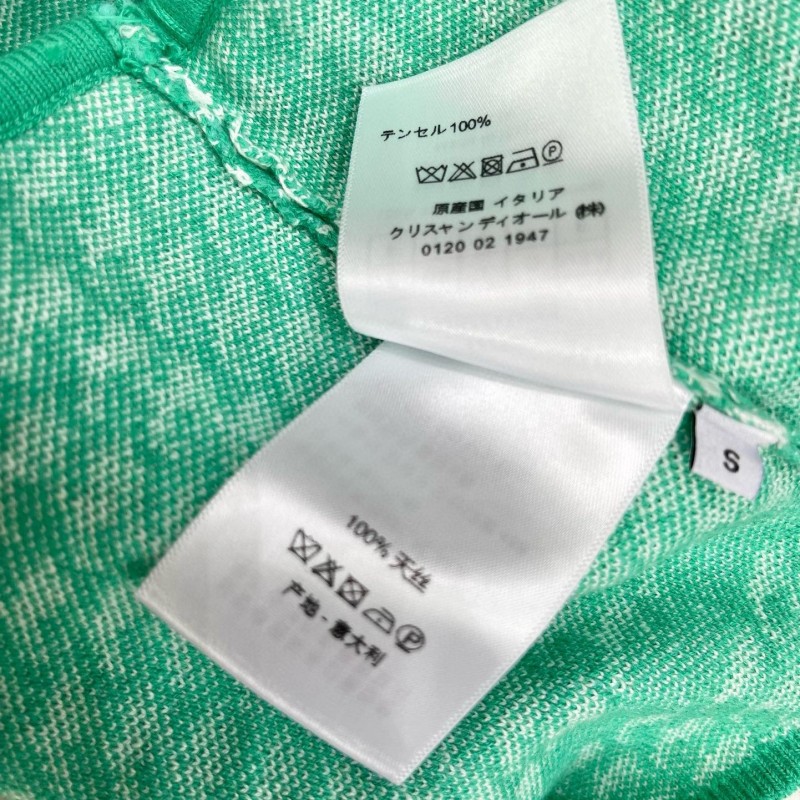 テンセル100%
P
原産国 イタリア
クリスャン ディオール (株)
0120 02 1947
S
100% 天丝
P
产地 - 意大利